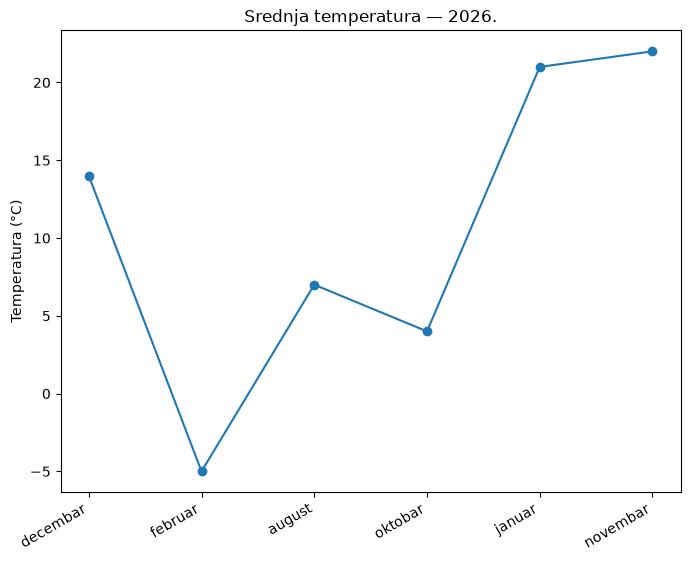 Srednja temperatura — 2026.
Temperatura (°C)
20
15
10
5
0
−5
decembar
februar
august
oktobar
januar
novembar